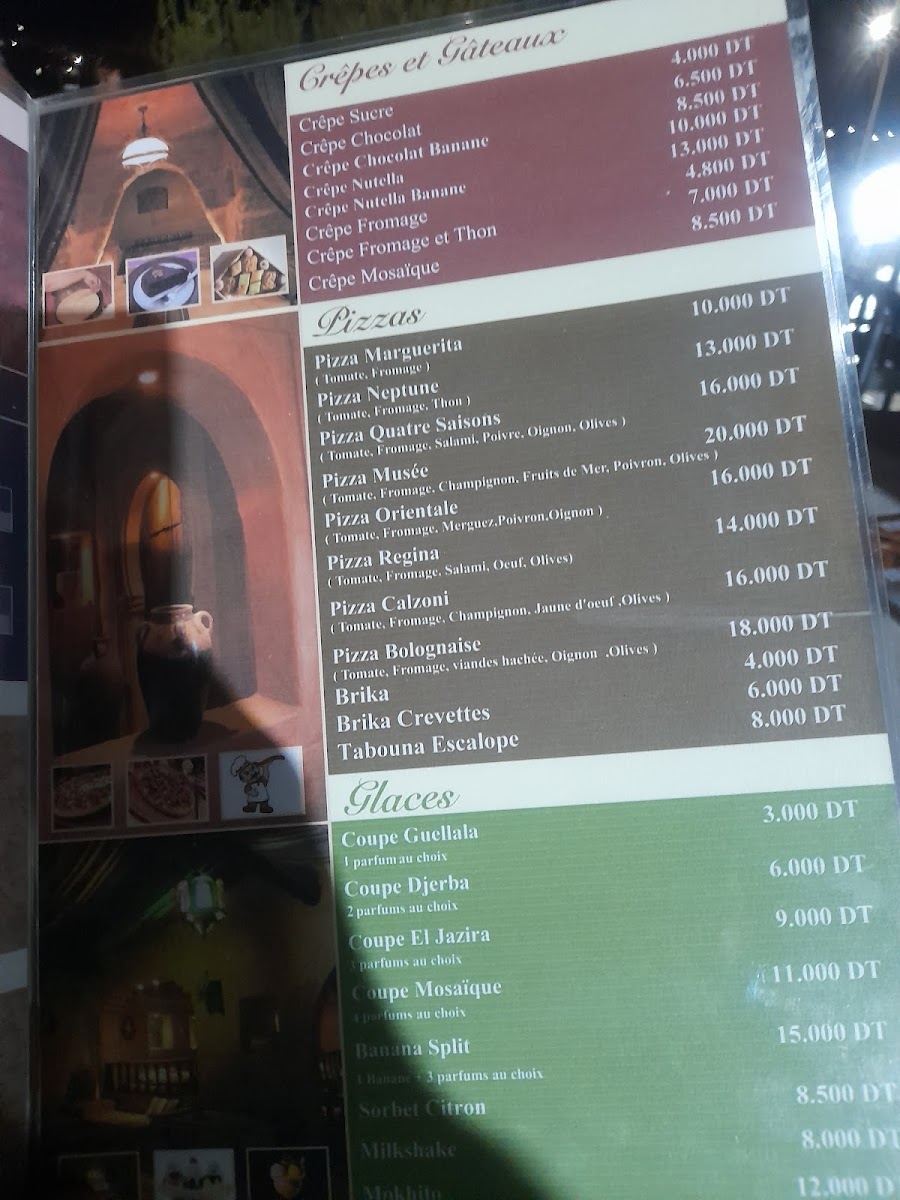 Crêpes et Gâteaux
Crêpe Sucre 4.000 DT
Crêpe Chocolat 6.500 DT
Crêpe Chocolat Banane 8.500 DT
Crêpe Nutella 10.000 DT
Crêpe Nutella Banane 13.000 DT
Crêpe Fromage 4.800 DT
Crêpe Fromage et Thon 7.000 DT
Crêpe Mosaïque 8.500 DT
Pizzas
Pizza Marguerita 10.000 DT
( Tomate, Fromage )
Pizza Neptune 13.000 DT
( Tomate, Fromage, Thon )
Pizza Quatre Saisons 16.000 DT
( Tomate, Fromage, Salami, Poivre, Oignon, Olives )
Pizza Musée 20.000 DT
( Tomate, Fromage, Champignon, Fruits de Mer, Poivron, Olives )
Pizza Orientale 16.000 DT
( Tomate, Fromage, Merguez,Poivron,Oignon )
Pizza Regina 14.000 DT
( Tomate, Fromage, Salami, Oeuf, Olives)
Pizza Calzoni 16.000 DT
( Tomate, Fromage, Champignon, Jaune d'oeuf ,Olives )
Pizza Bolognaise 18.000 DT
( Tomate, Fromage, viandes hachée, Oignon ,Olives )
Brika 4.000 DT
Brika Crevettes 6.000 DT
Tabouna Escalope 8.000 DT
Glaces
Coupe Guellala 3.000 DT
1 parfum au choix
Coupe Djerba 6.000 DT
2 parfums au choix
Coupe El Jazira 9.000 DT
3 parfums au choix
Coupe Mosaïque 11.000 DT
4 parfums au choix
Banana Split 15.000 DT
1 Banane + 3 parfums au choix
Sorbet Citron 8.500 DT
Milkshake 8.000 DT
Mokhito 12.000 D